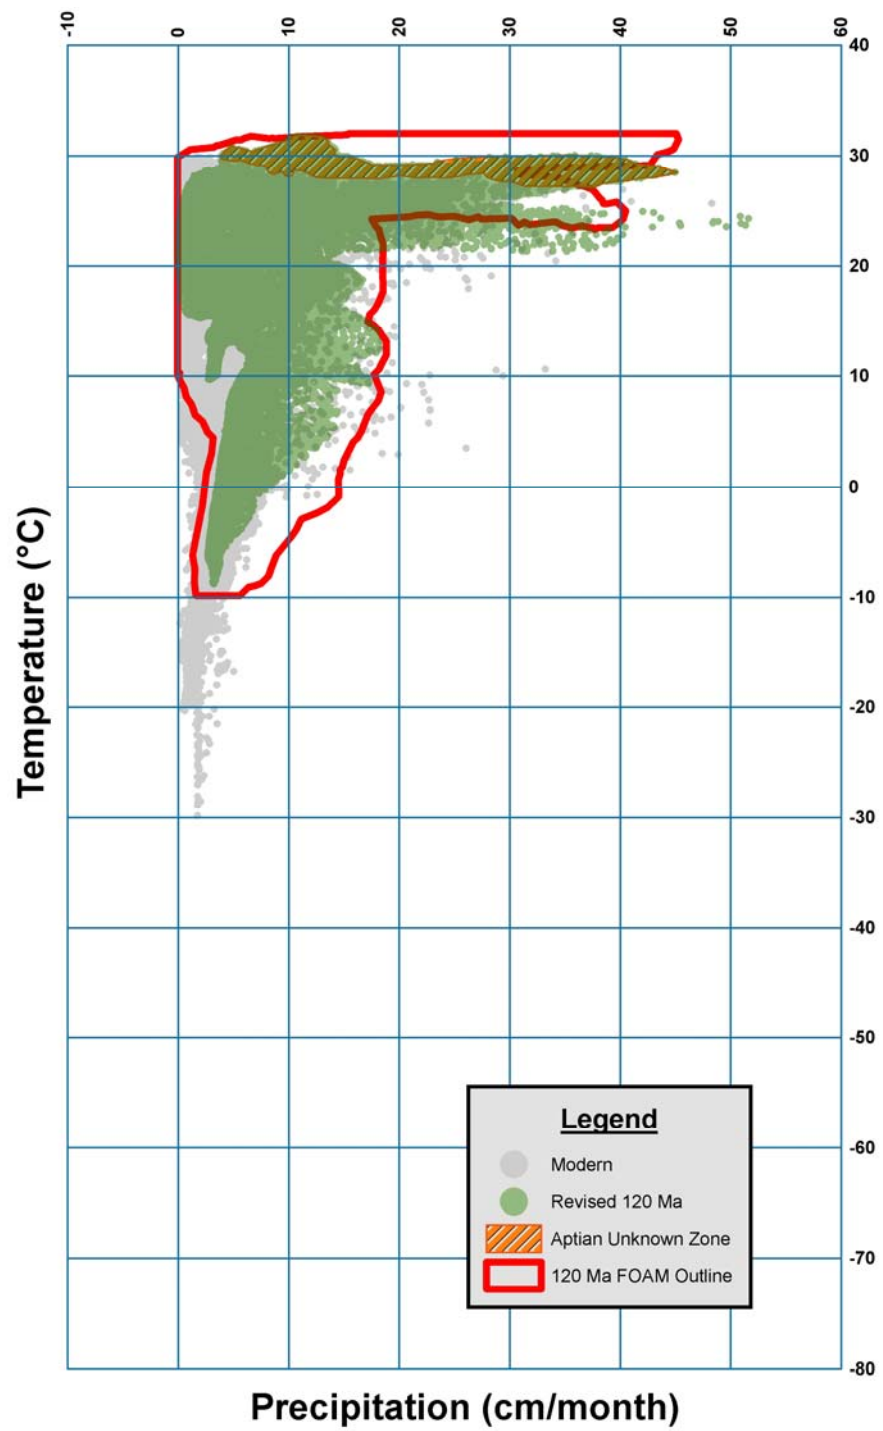 -10 0 10 20 30 40 50 60
40
30
20
10
0
-10
-20
-30
-40
-50
-60
-70
-80
Temperature (°C)
Legend
Modern
Revised 120 Ma
Aptian Unknown Zone
120 Ma FOAM Outline
Precipitation (cm/month)